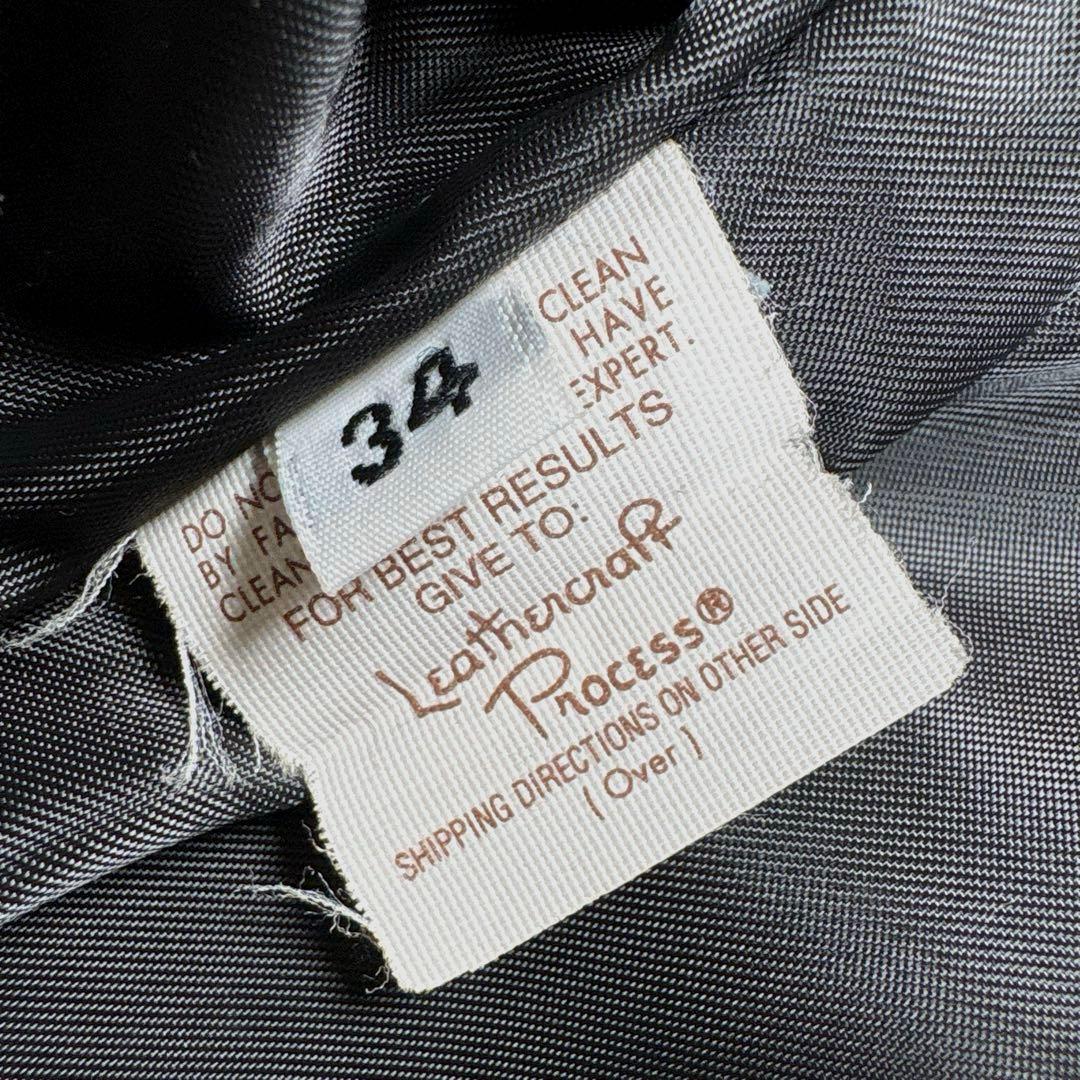 34
DO NO CLEAN
BY FA HAVE
CLEAN EXPERT.
FOR BEST RESULTS
GIVE TO:
Leathercraft
Process®
SHIPPING DIRECTIONS ON OTHER SIDE
(Over)